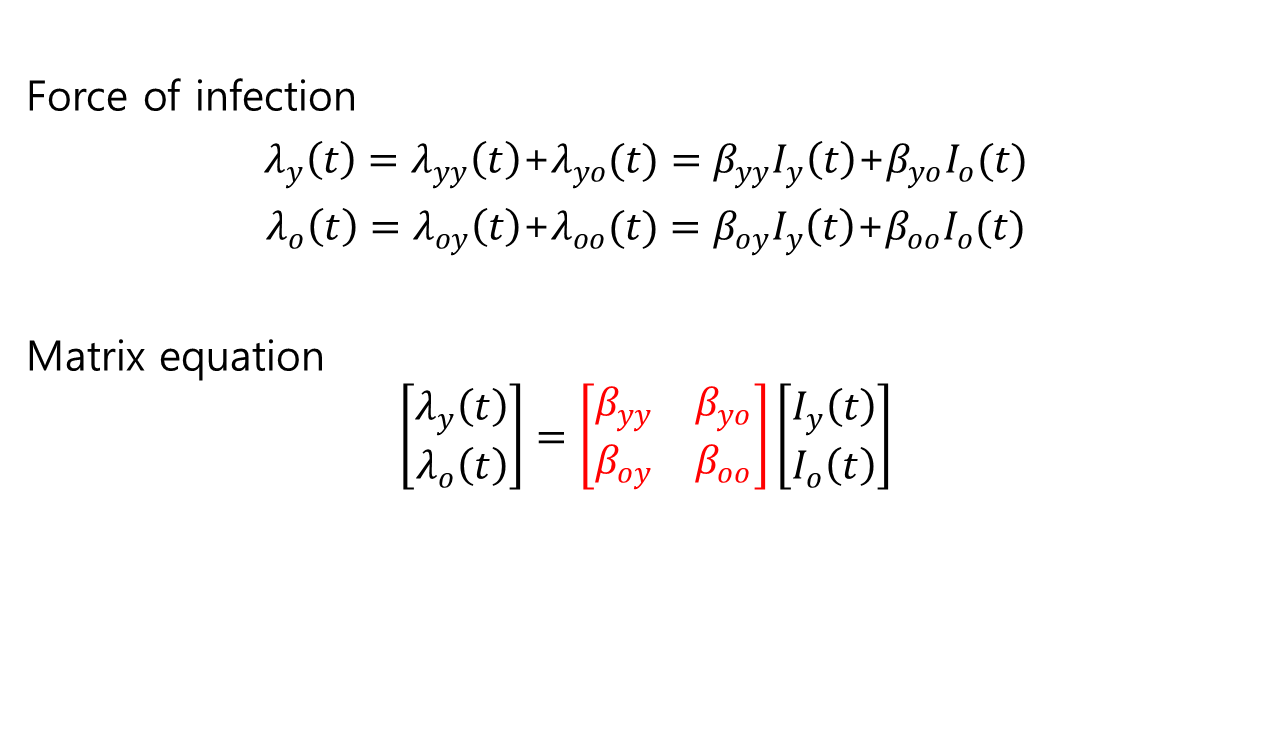 Force of infection
λ_y(t) = λ_yy(t)+λ_yo(t) = β_yy I_y(t)+β_yo I_o(t)
λ_o(t) = λ_oy(t)+λ_oo(t) = β_oy I_y(t)+β_oo I_o(t)
Matrix equation
[λ_y(t) λ_o(t)] = [β_yy β_yo β_oy β_oo] [I_y(t) I_o(t)]